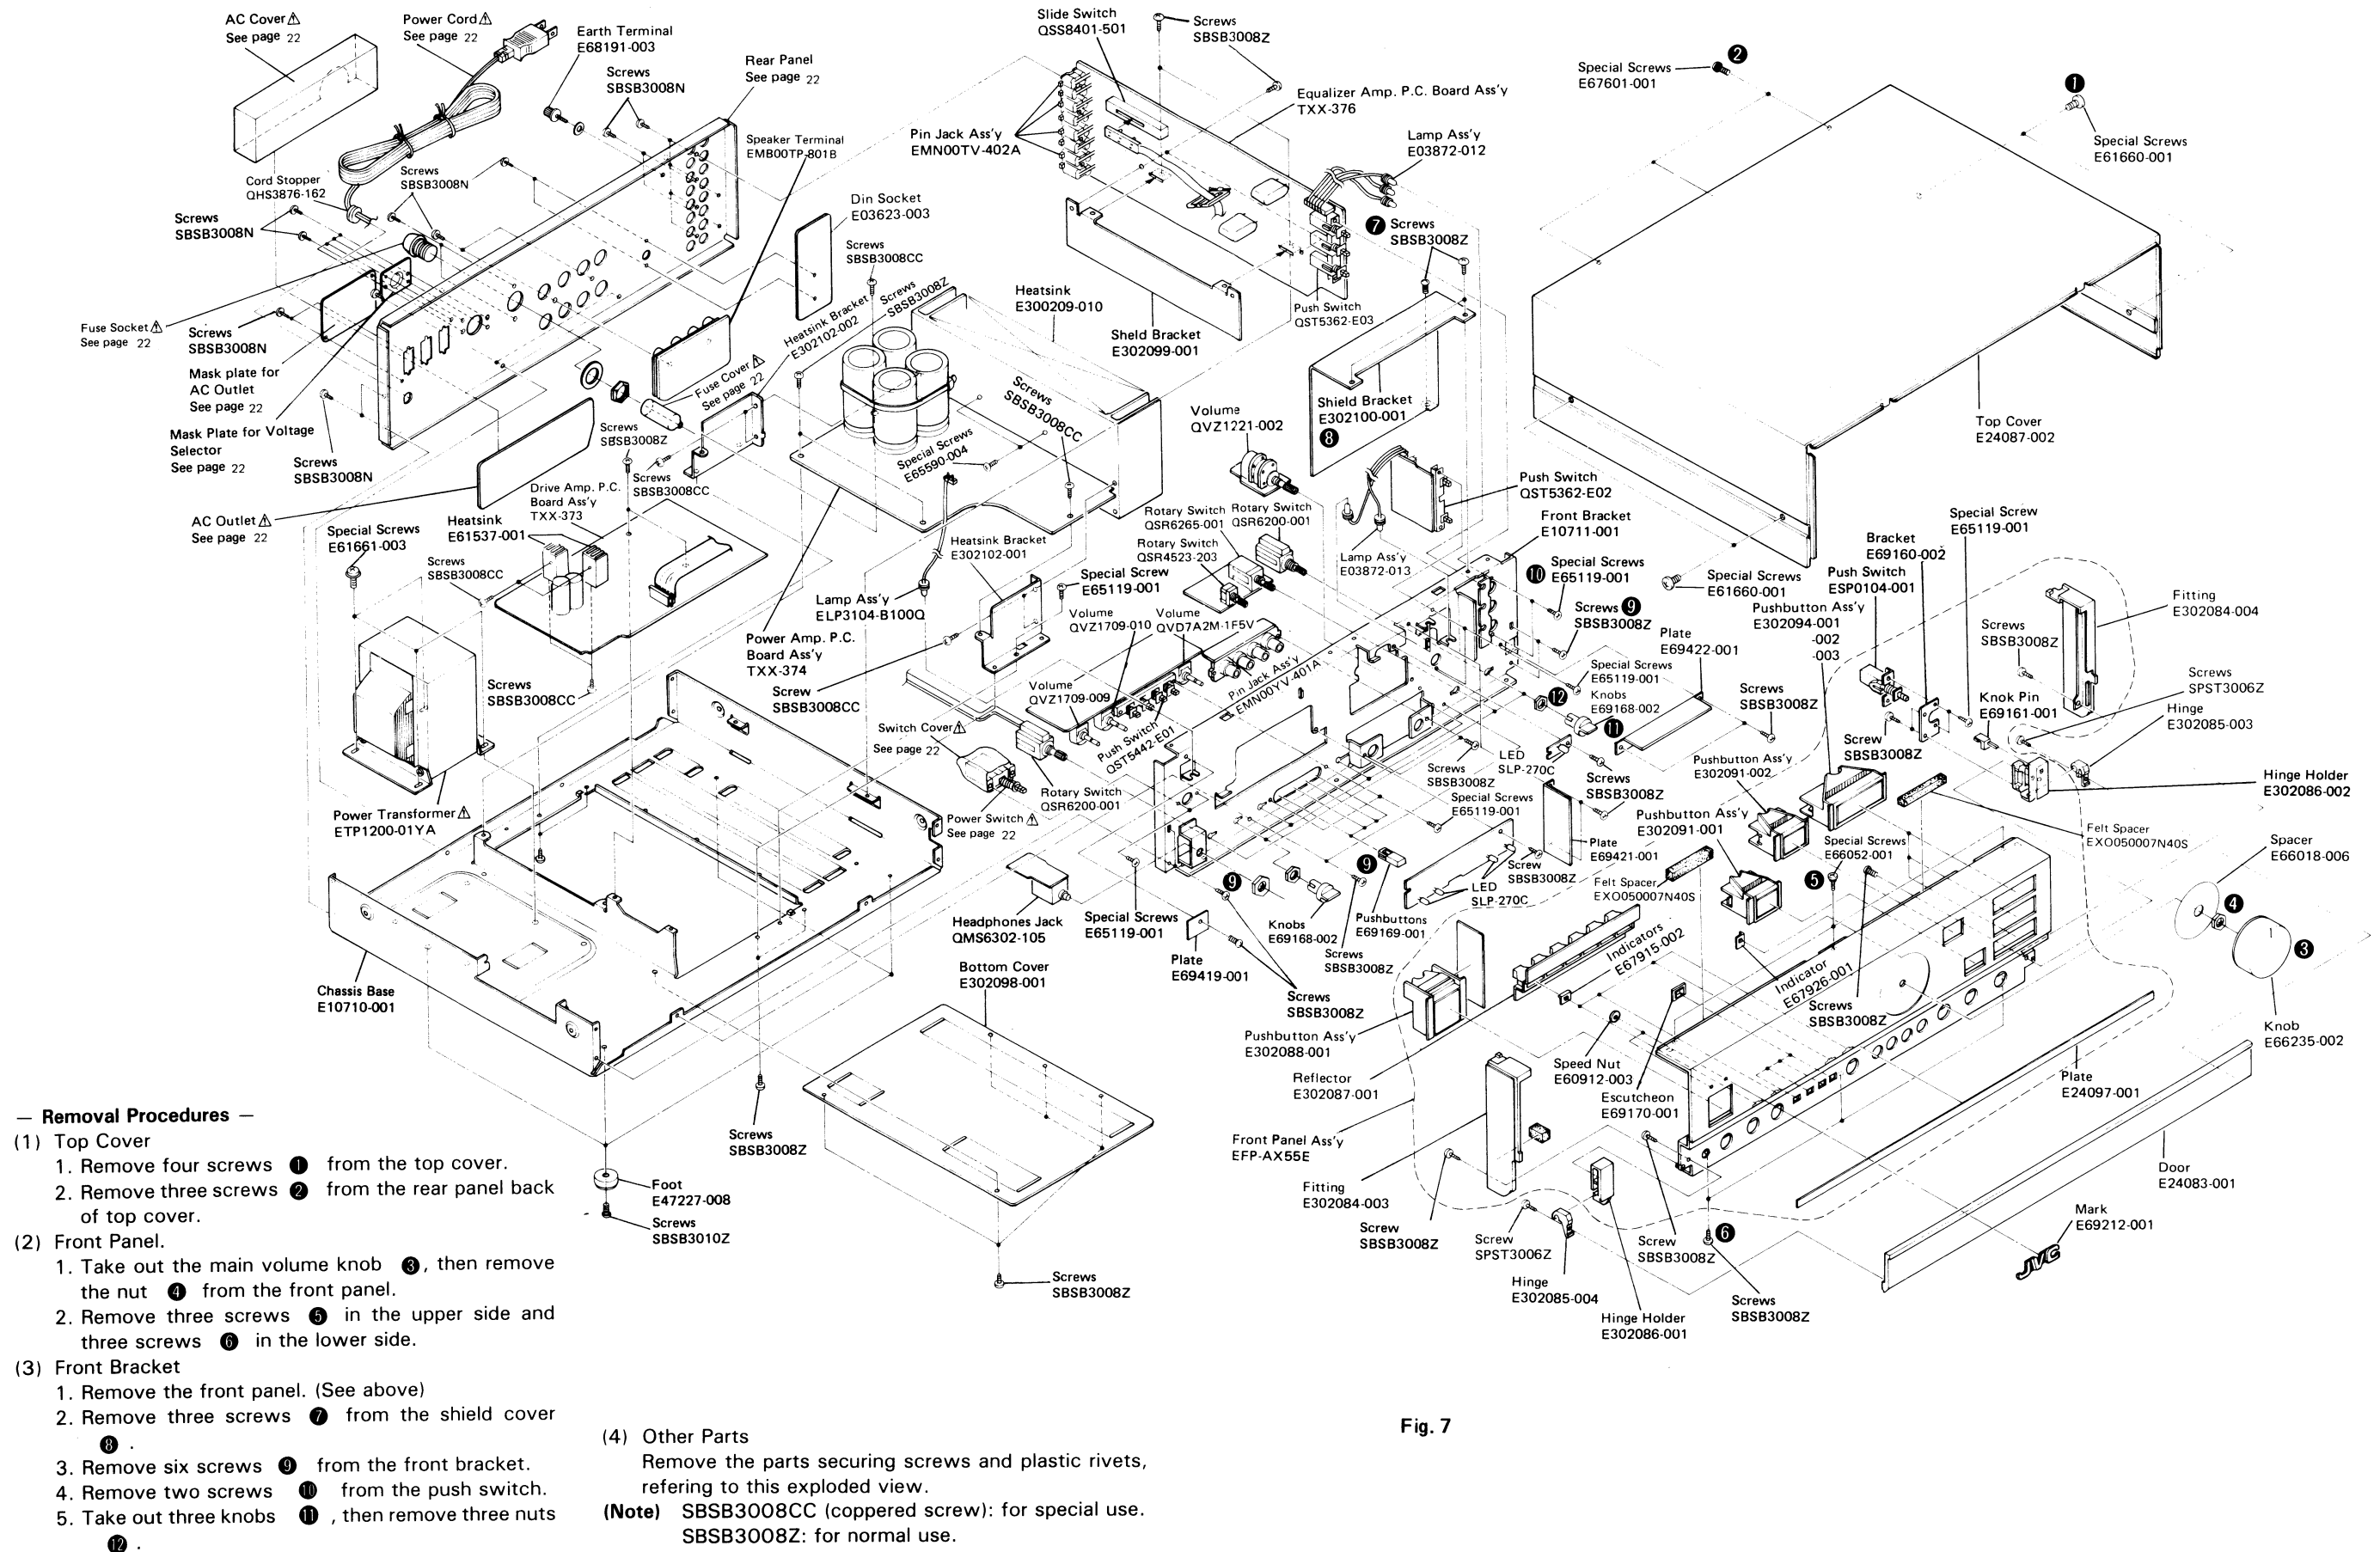 AC Cover⚠
See page 22
Power Cord⚠
See page 22
Earth Terminal
E68191-003
Screws
SBSB3008N
Rear Panel
See page 22
Speaker Terminal
EMB00TP-801B
Cord Stopper
QHS3876-162
Screws
SBSB3008N
Screws
SBSB3008N
Din Socket
E03623-003
Screws
SBSB3008CC
Fuse Socket⚠
See page 22
Screws
SBSB3008N
Mask plate for
AC Outlet
See page 22
Mask Plate for Voltage
Selector
See page 22
Screws
SBSB3008N
AC Outlet⚠
See page 22
Heatsink Bracket
E302102-002
Screws
SBSB3008Z
Fuse Cover⚠
See page 22
Screws
SBSB3008Z
Screws
SBSB3008CC
Heatsink
E300209-010
Screws
SBSB3008CC
Special Screws
E65590-004
Slide Switch
QSS8401-501
Screws
SBSB3008Z
Equalizer Amp. P.C. Board Ass'y
TXX-376
Pin Jack Ass'y
EMN00TV-402A
Lamp Ass'y
E03872-012
❼ Screws
SBSB3008Z
Push Switch
QST5362-E03
Sheld Bracket
E302099-001
Shield Bracket
E302100-001
❽
Special Screws
E67601-001
❷
❶
Special Screws
E61660-001
Top Cover
E24087-002
Special Screws
E61660-001
Volume
QVZ1221-002
Push Switch
QST5362-E02
Rotary Switch
QSR6265-001
Rotary Switch
QSR6200-001
Rotary Switch
QSR4523-203
Lamp Ass'y
E03872-013
Front Bracket
E10711-001
❿ Special Screws
E65119-001
Screws ❾
SBSB3008Z
Special Screws
E65119-001
Knobs
E69168-002
⓬
⓫
Plate
E69422-001
Screws
SBSB3008Z
Special Screw
E65119-001
Bracket
E69160-002
Push Switch
ESP0104-001
Pushbutton Ass'y
E302094-001
-002
-003
Fitting
E302084-004
Screws
SBSB3008Z
Screws
SPST3006Z
Hinge
E302085-003
Knok Pin
E69161-001
Screw
SBSB3008Z
Hinge Holder
E302086-002
Felt Spacer
EXO050007N40S
Spacer
E66018-006
❹
❸
Knob
E66235-002
Drive Amp. P.C.
Board Ass'y
TXX-373
Special Screws
E61661-003
Heatsink
E61537-001
Screws
SBSB3008CC
Screws
SBSB3008CC
Power Transformer⚠
ETP1200-01YA
Lamp Ass'y
ELP3104-B100Q
Power Amp. P.C.
Board Ass'y
TXX-374
Screw
SBSB3008CC
Heatsink Bracket
E302102-001
Special Screw
E65119-001
Volume
QVZ1709-010
Volume
QVD7A2M-1F5V
Volume
QVZ1709-009
Pin Jack Ass'y
EMN00YV-401A
Push Switch
QST5442-E01
Switch Cover⚠
See page 22
Rotary Switch
QSR6200-001
Power Switch⚠
See page 22
Screws
SBSB3008Z
LED
SLP-270C
Screws
SBSB3008Z
Special Screws
E65119-001
Pushbutton Ass'y
E302091-002
Pushbutton Ass'y
E302091-001
Special Screws
E66052-001
❺
Plate
E69421-001
Screw
SBSB3008Z
LED
SLP-270C
Felt Spacer
EXO050007N40S
❾
❾
Pushbuttons
E69169-001
Screws
SBSB3008Z
Knobs
E69168-002
Headphones Jack
QMS6302-105
Special Screws
E65119-001
Plate
E69419-001
Screws
SBSB3008Z
Bottom Cover
E302098-001
Chassis Base
E10710-001
Screws
SBSB3008Z
Foot
E47227-008
Screws
SBSB3010Z
Screws
SBSB3008Z
Pushbutton Ass'y
E302088-001
Reflector
E302087-001
Indicators
E67915-002
Indicator
E67926-001
Screws
SBSB3008Z
Speed Nut
E60912-003
Escutcheon
E69170-001
Front Panel Ass'y
EFP-AX55E
Fitting
E302084-003
Screw
SBSB3008Z
Screw
SPST3006Z
Hinge
E302085-004
Hinge Holder
E302086-001
Screw
SBSB3008Z
❻
Screws
SBSB3008Z
Plate
E24097-001
Door
E24083-001
Mark
E69212-001
JVC
— Removal Procedures —
(1) Top Cover
1. Remove four screws ❶ from the top cover.
2. Remove three screws ❷ from the rear panel back
of top cover.
(2) Front Panel.
1. Take out the main volume knob ❸, then remove
the nut ❹ from the front panel.
2. Remove three screws ❺ in the upper side and
three screws ❻ in the lower side.
(3) Front Bracket
1. Remove the front panel. (See above)
2. Remove three screws ❼ from the shield cover
❽ .
3. Remove six screws ❾ from the front bracket.
4. Remove two screws ❿ from the push switch.
5. Take out three knobs ⓫ , then remove three nuts
⓬ .
(4) Other Parts
Remove the parts securing screws and plastic rivets,
refering to this exploded view.
(Note) SBSB3008CC (coppered screw): for special use.
SBSB3008Z: for normal use.
Fig. 7